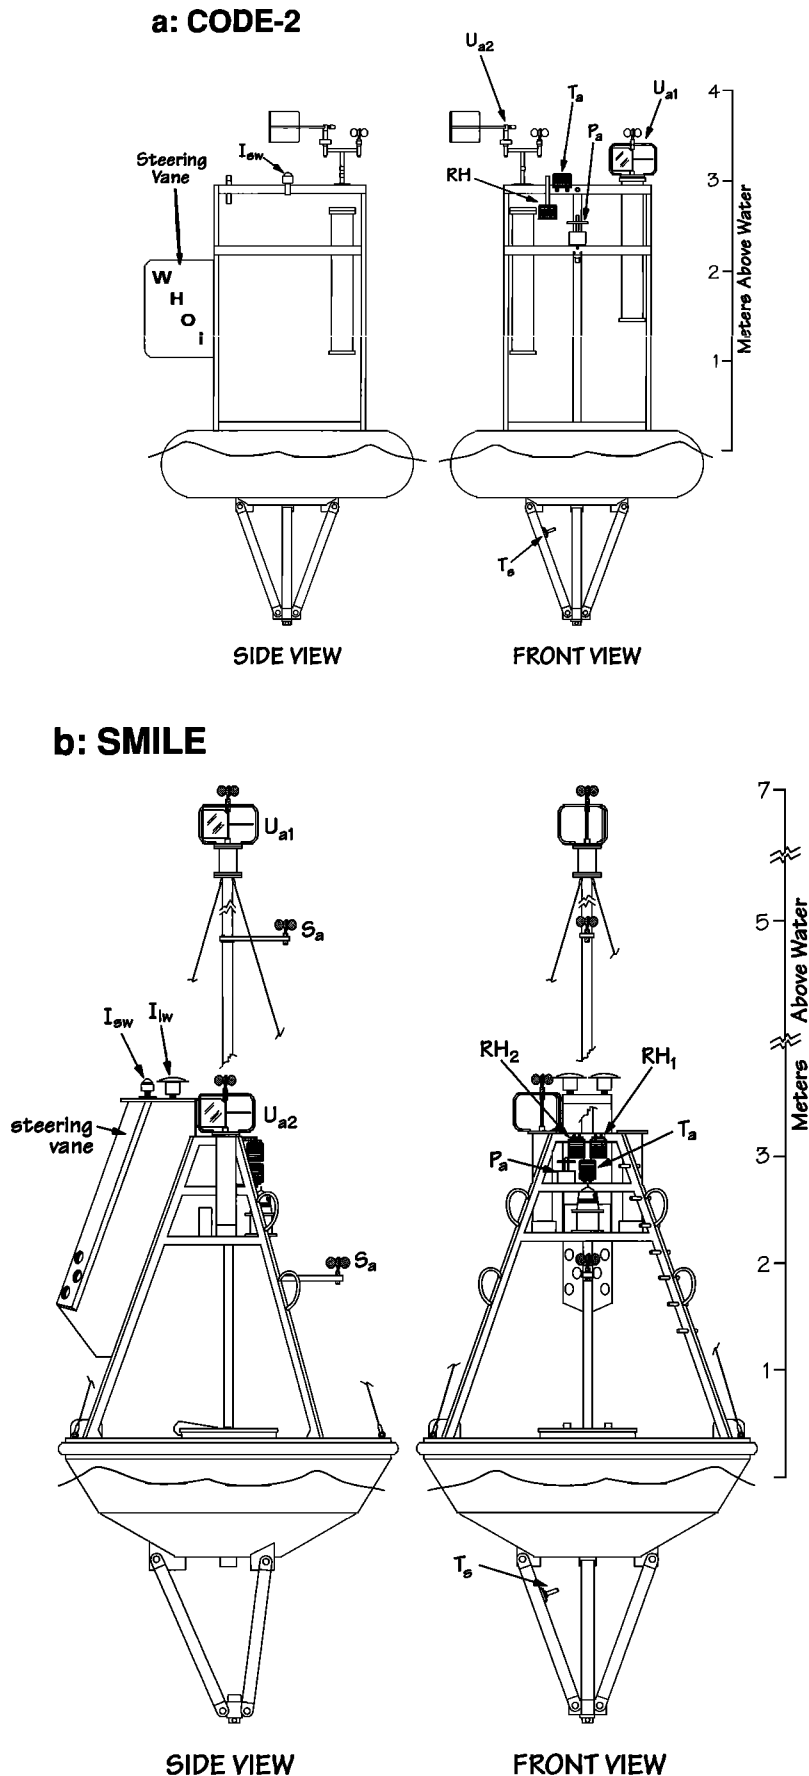 a: CODE-2
Ua2
Ta
Ua1
4
Pa
Isw
Steering
Vane
RH
3
W
H
O
i
2
Meters Above Water
1
Ts
SIDE VIEW
FRONT VIEW
b: SMILE
7
Ua1
Sa
5
Above Water
Isw
Ilw
RH2
RH1
Meters
steering
vane
Ua2
Ta
Pa
3
Sa
2
1
Ts
SIDE VIEW
FRONT VIEW